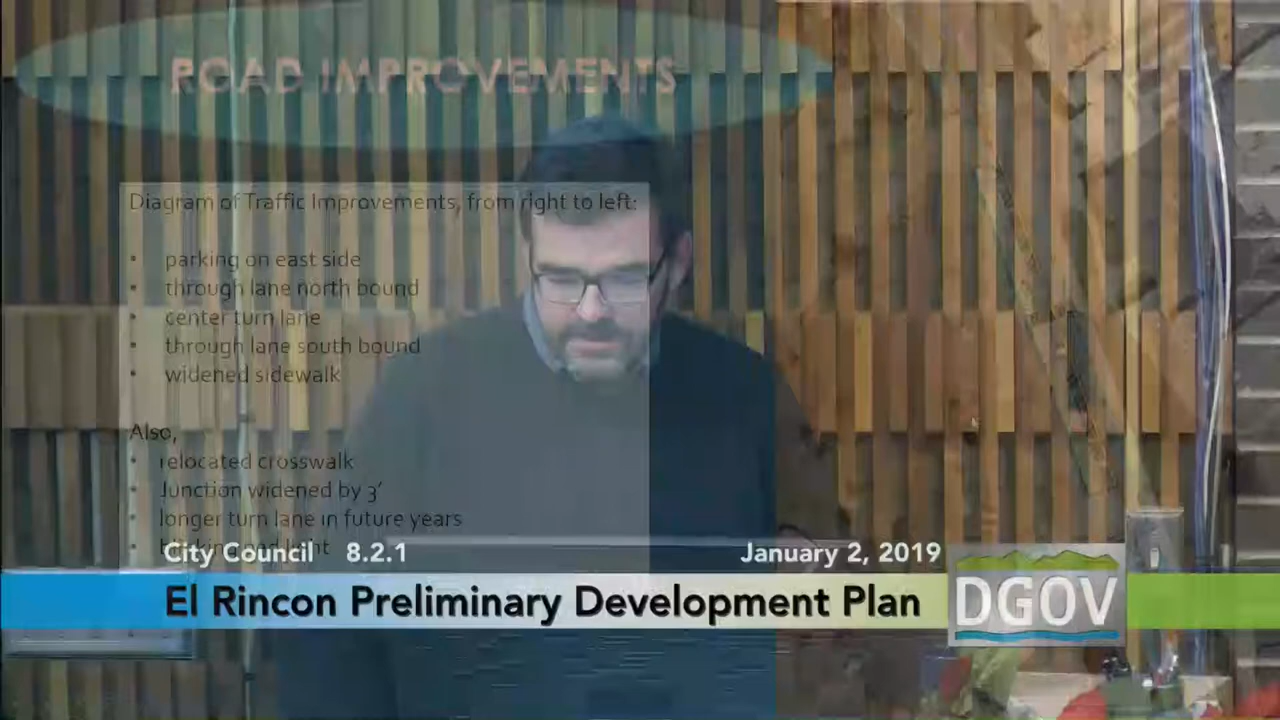 ROAD IMPROVEMENTS
Diagram of Traffic Improvements, from right to left:
• parking on east side
• through lane north bound
• center turn lane
• through lane south bound
• widened sidewalk
Also,
• relocated crosswalk
• Junction widened by 3'
• longer turn lane in future years
City Council 8.2.1
January 2, 2019
El Rincon Preliminary Development Plan
DGOV